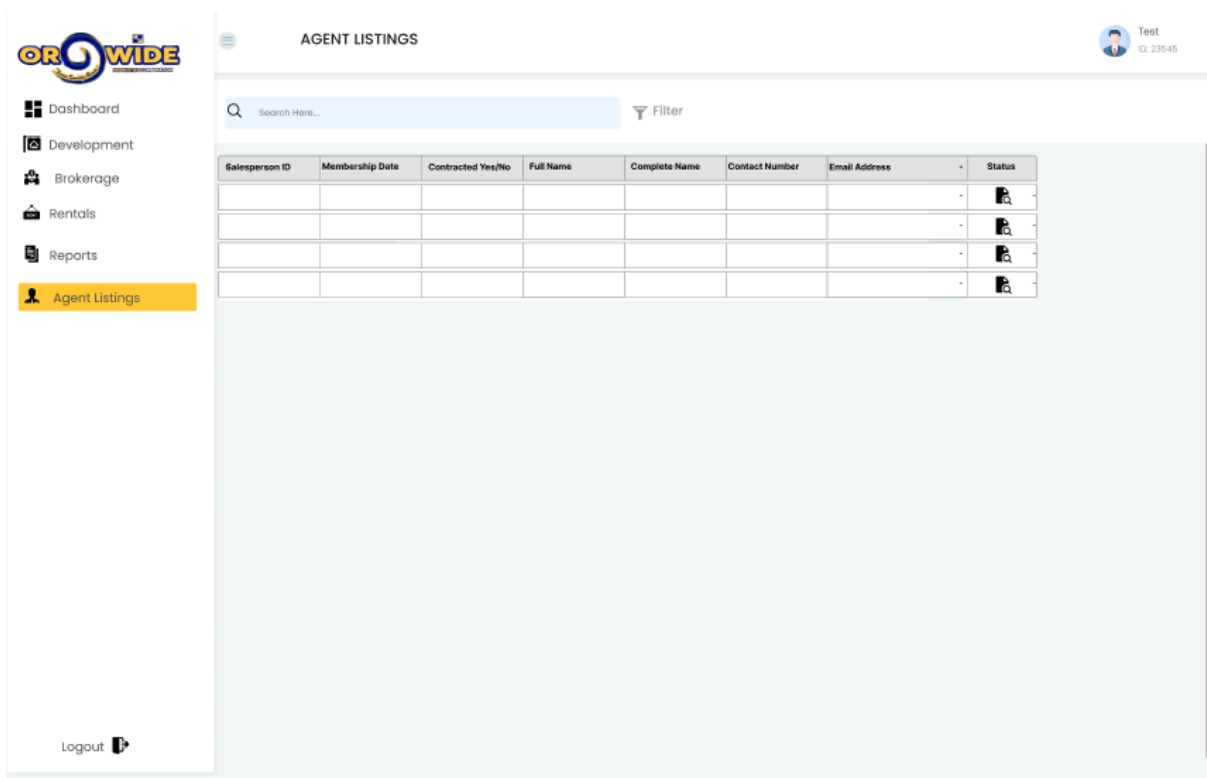 OROWIDE
AGENT LISTINGS
Test
ID: 23545
Dashboard
Development
Brokerage
Rentals
Reports
Agent Listings
Logout
Search Here...
Filter
Salesperson ID Membership Date Contracted Yes/No Full Name Complete Name Contact Number Email Address - Status
- -
- -
- -
- -